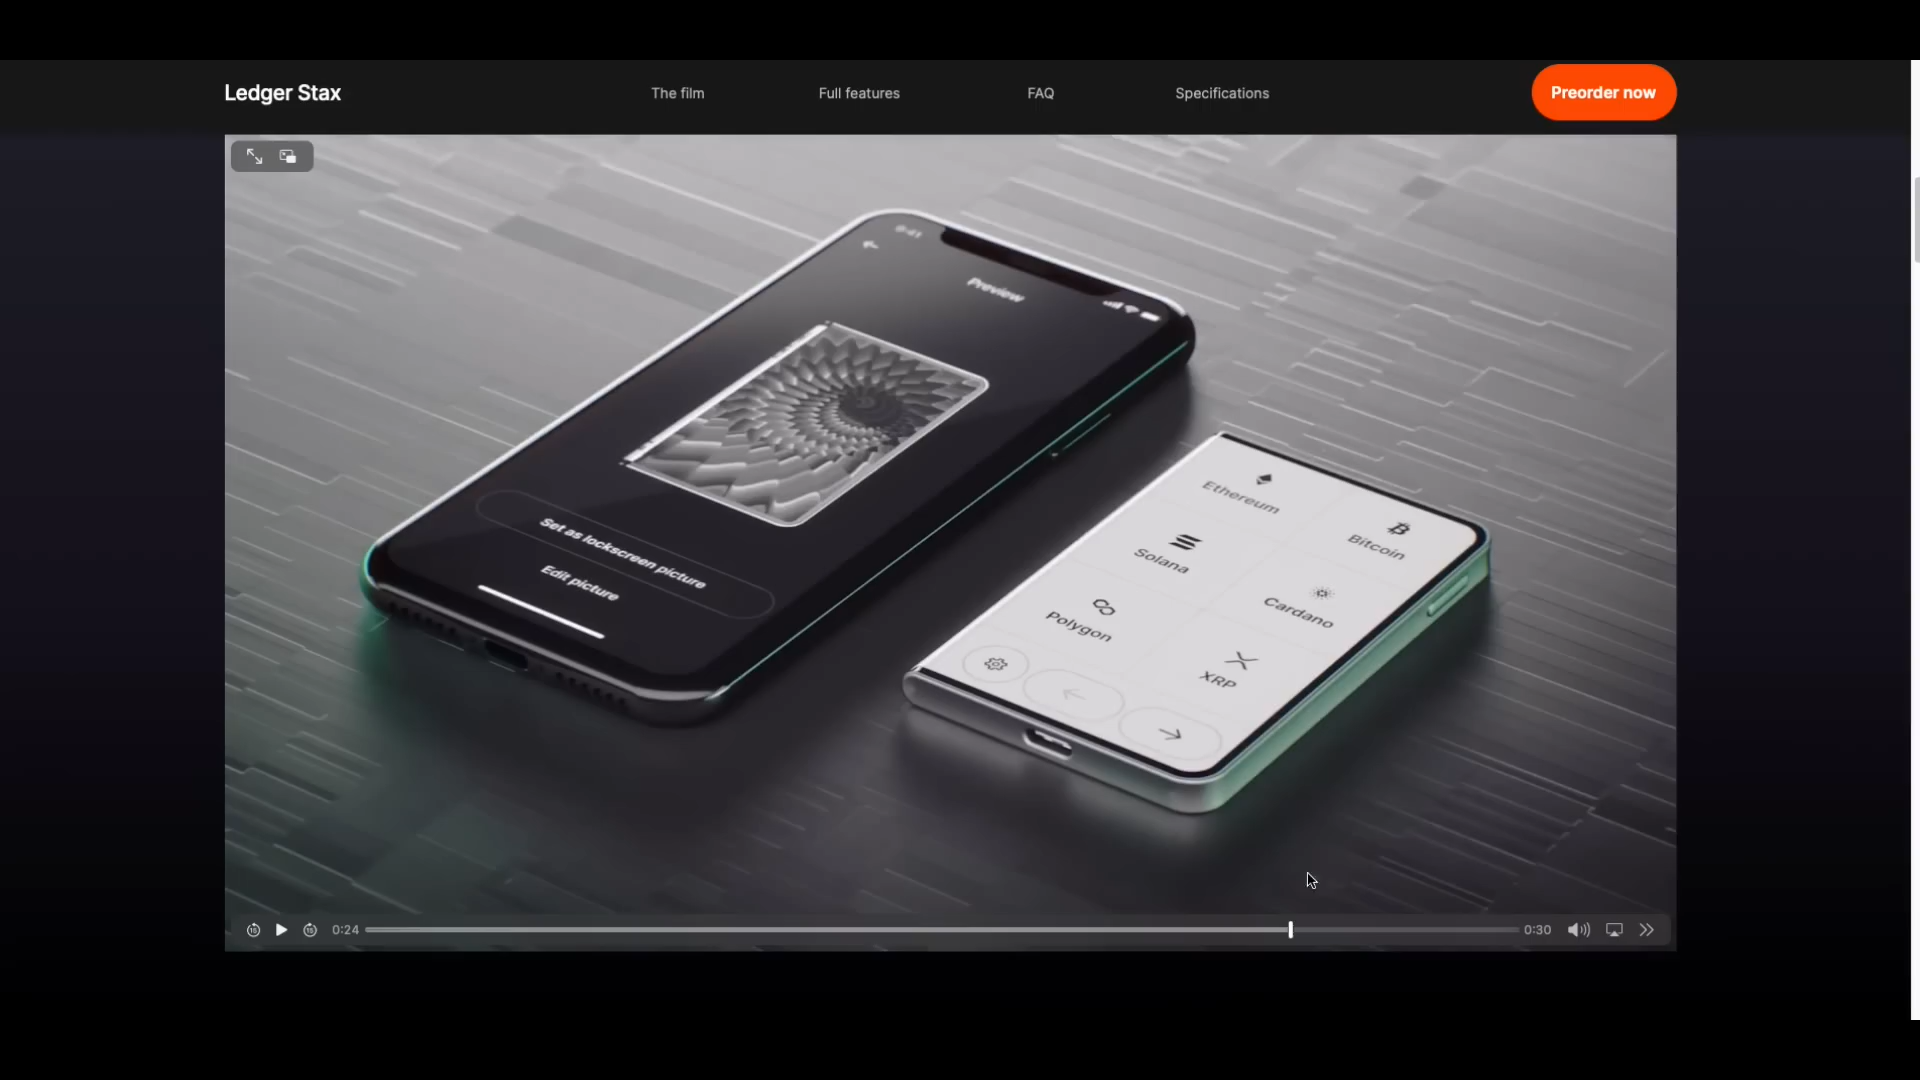 Ledger Stax
The film
Full features
FAQ
Specifications
Preorder now
Preview
Set as lockscreen picture
Edit picture
Ethereum
Bitcoin
Solana
Cardano
Polygon
XRP
0:24
0:30